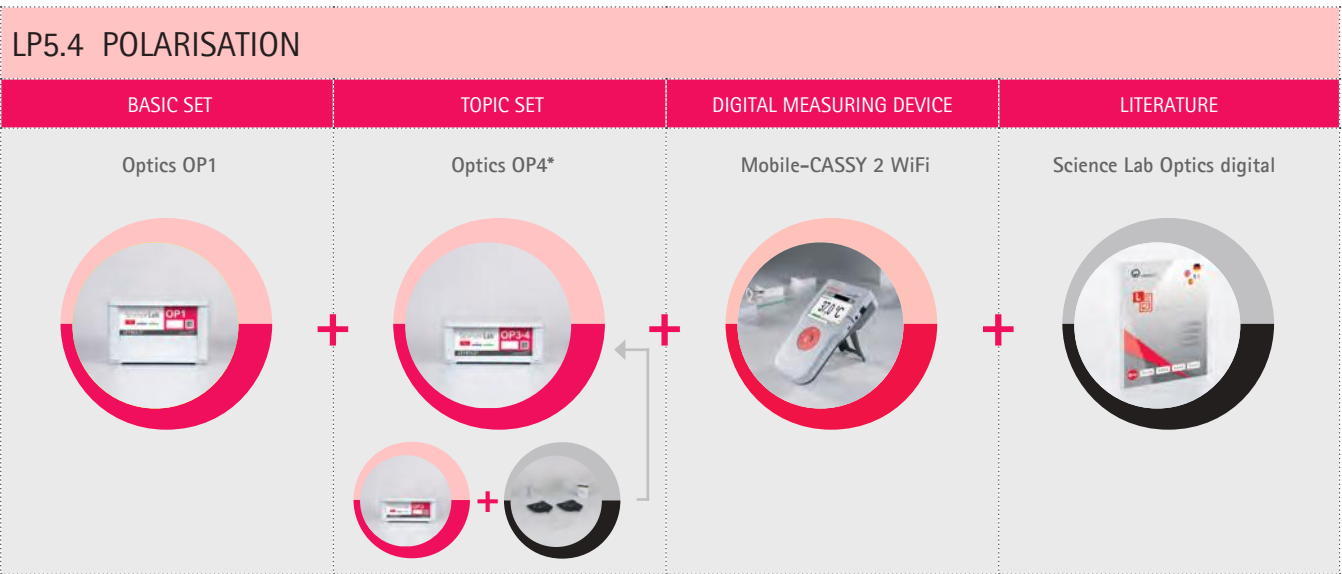 LP5.4 POLARISATION
BASIC SET
TOPIC SET
DIGITAL MEASURING DEVICE
LITERATURE
Optics OP1
Optics OP4*
Mobile-CASSY 2 WiFi
Science Lab Optics digital
OP1
OP3-4
37.0 °C
+
+
+
+